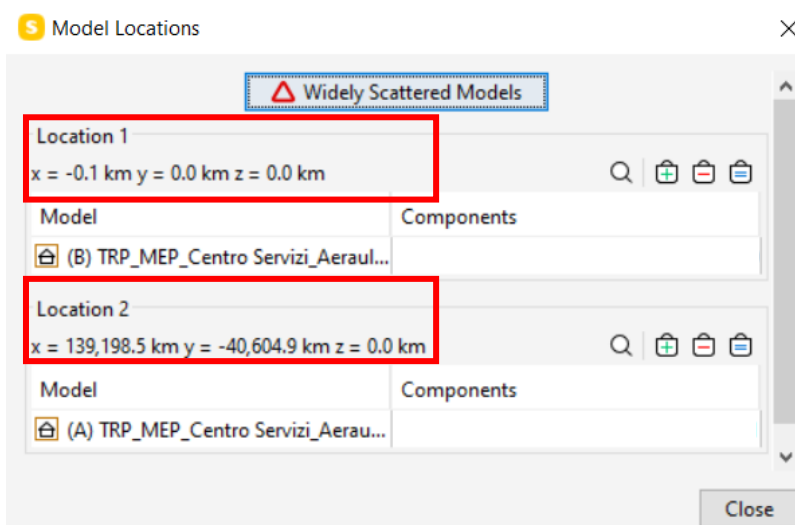 S Model Locations
Widely Scattered Models
Location 1
x = -0.1 km y = 0.0 km z = 0.0 km
Model Components
(B) TRP_MEP_Centro Servizi_Aeraul...
Location 2
x = 139,198.5 km y = -40,604.9 km z = 0.0 km
Model Components
(A) TRP_MEP_Centro Servizi_Aerau...
Close